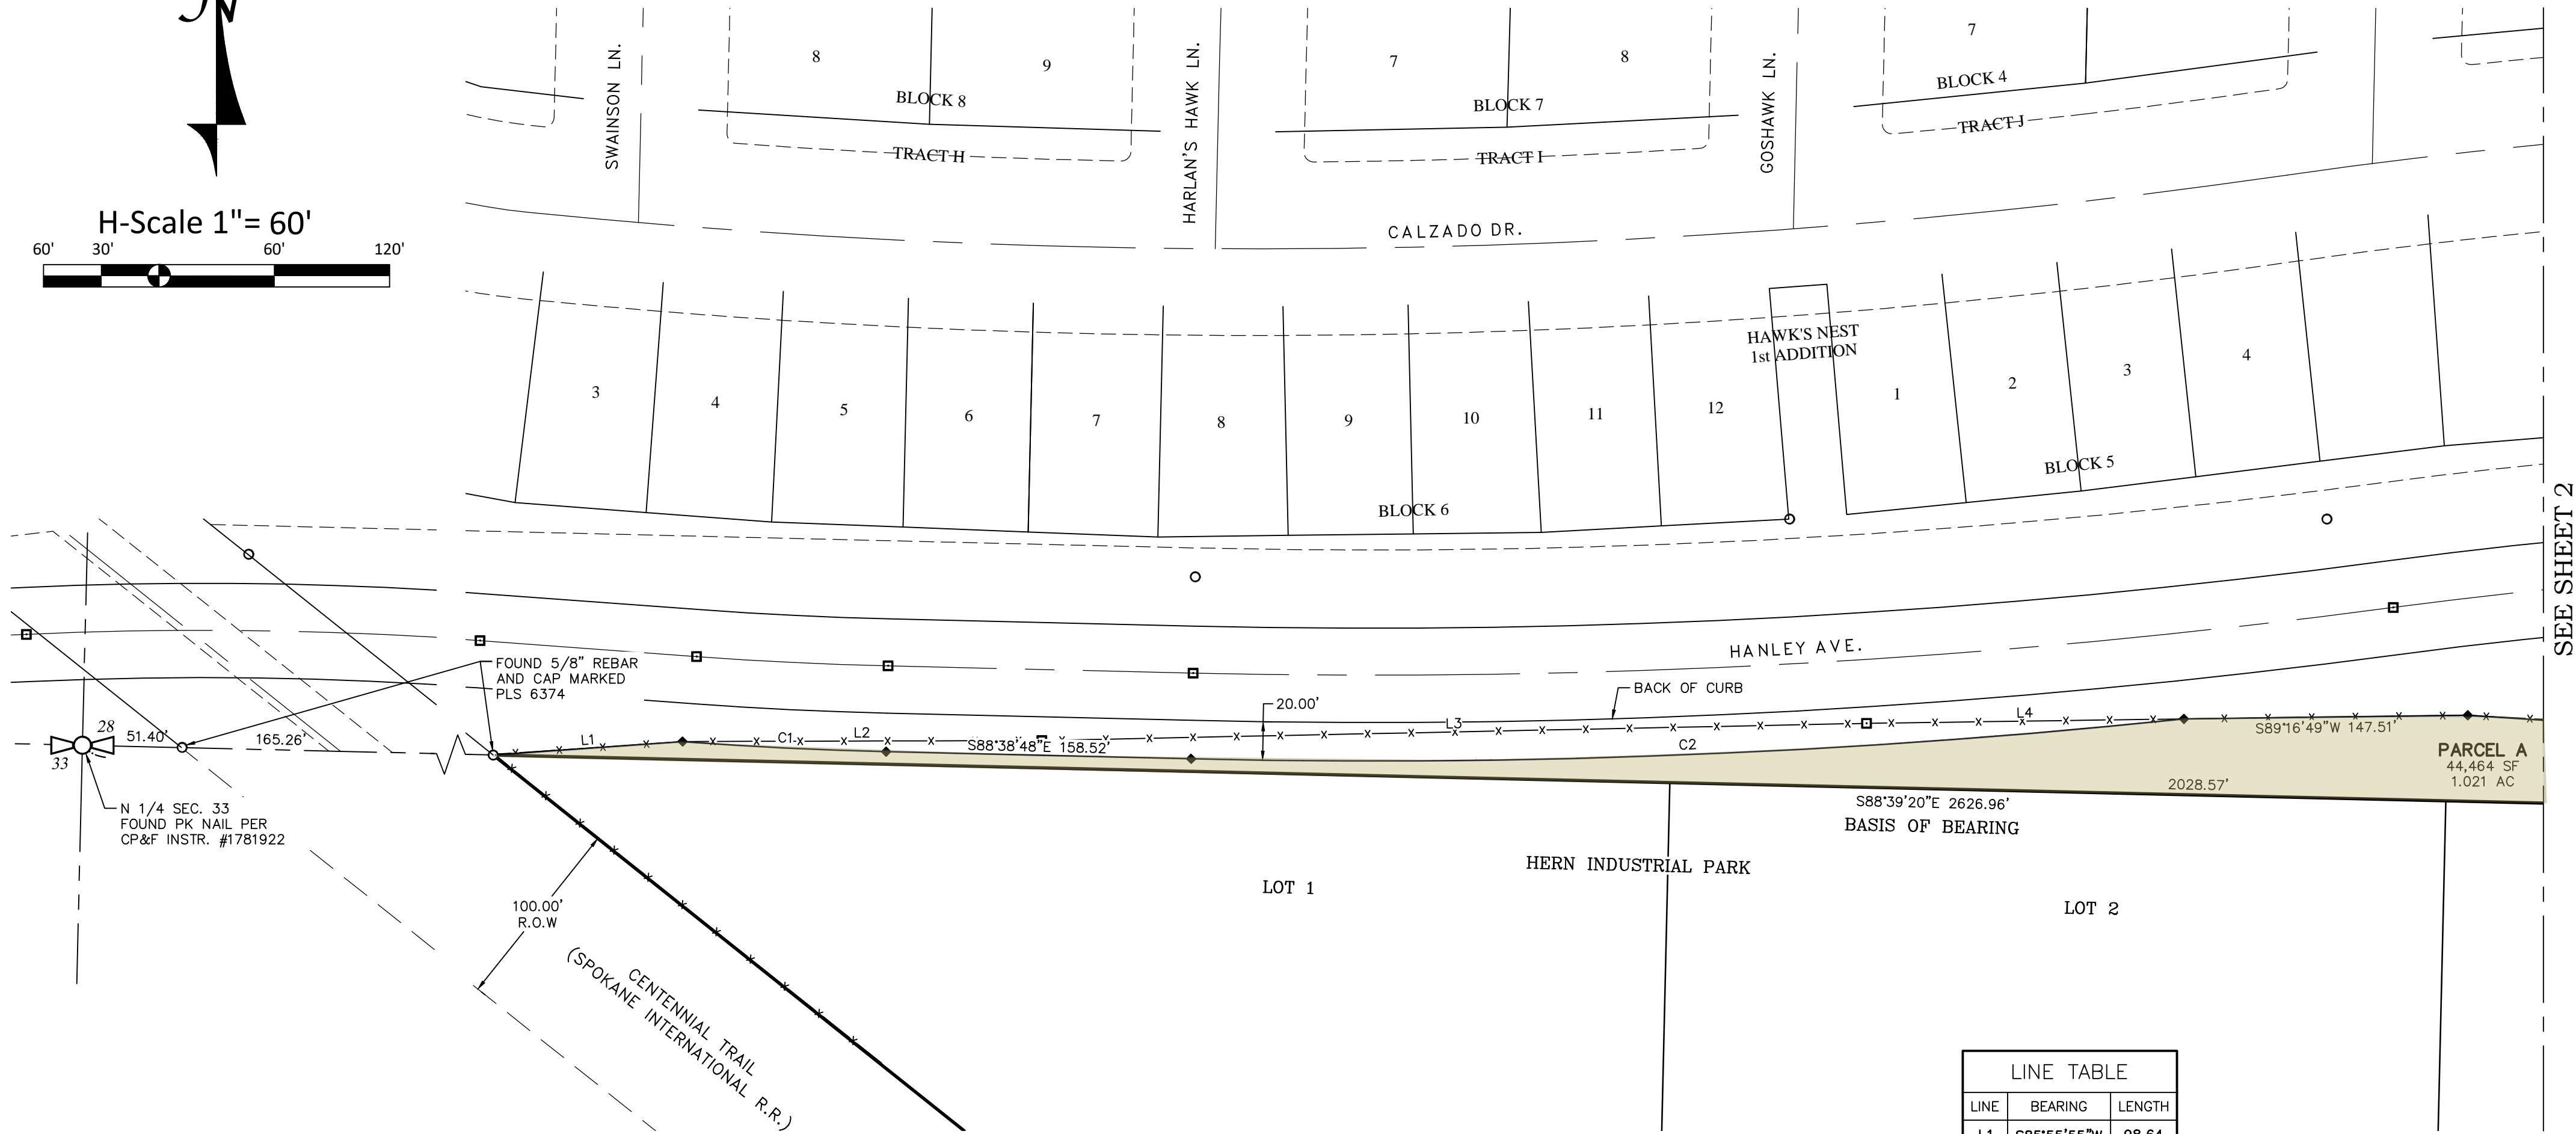 N
H-Scale 1"= 60'
60' 30' 60' 120'
SWAINSON LN.
8
9
BLOCK 8
TRACT H
HARLAN'S HAWK LN.
7
8
BLOCK 7
TRACT I
GOSHAWK LN.
7
BLOCK 4
TRACT J
CALZADO DR.
3
4
5
6
7
8
9
10
11
12
BLOCK 6
HAWK'S NEST
1st ADDITION
1
2
3
4
BLOCK 5
SEE SHEET 2
HANLEY AVE.
FOUND 5/8" REBAR
AND CAP MARKED
PLS 6374
BACK OF CURB
20.00'
28
33
51.40'
165.26'
L1
C1
L2
S88°38'48"E 158.52'
L3
C2
L4
S89°16'49"W 147.51'
PARCEL A
44,464 SF
1.021 AC
2028.57'
S88°39'20"E 2626.96'
BASIS OF BEARING
N 1/4 SEC. 33
FOUND PK NAIL PER
CP&F INSTR. #1781922
HERN INDUSTRIAL PARK
LOT 1
LOT 2
100.00'
R.O.W
CENTENNIAL TRAIL
(SPOKANE INTERNATIONAL R.R.)
LINE TABLE
LINE BEARING LENGTH
L1 S85°55'55"W 98.64